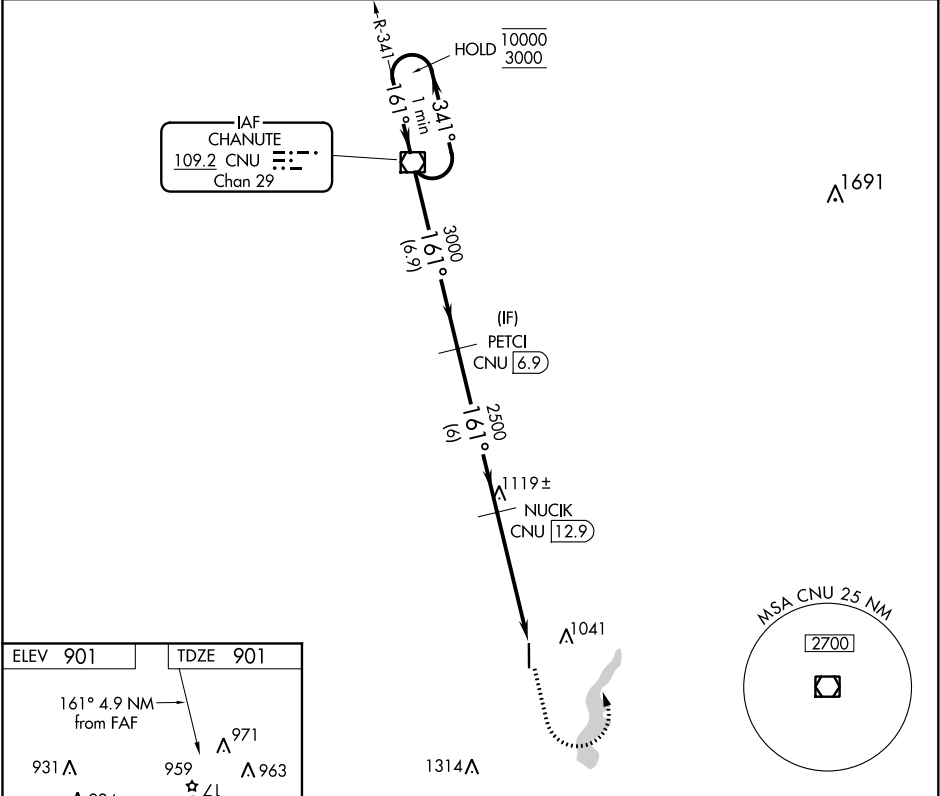 R-341
HOLD 10000
3000
161°
1 min
341°
IAF
CHANUTE
109.2 CNU
Chan 29
1691
3000
161°
(6.9)
(IF)
PETCI
CNU 6.9
2500
161°
(6)
1119±
NUCIK
CNU 12.9
1041
MSA CNU 25 NM
2700
ELEV 901 TDZE 901
161° 4.9 NM
from FAF
971
931
959
963
1314